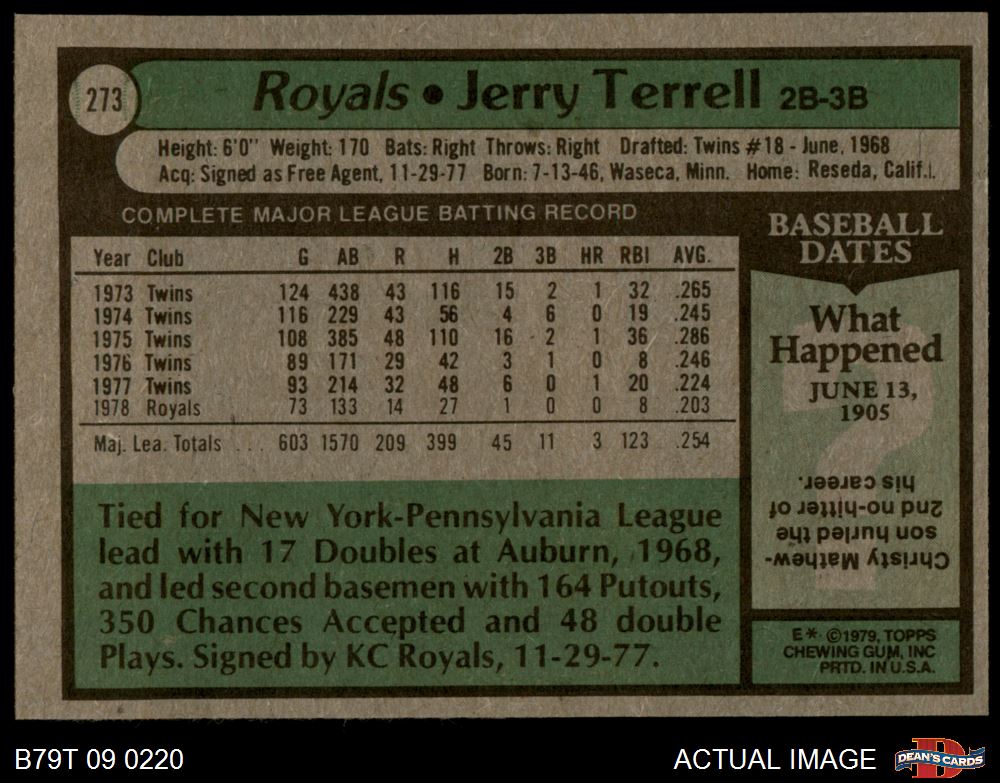 273
Royals • Jerry Terrell 2B-3B
Height: 6'0" Weight: 170 Bats: Right Throws: Right Drafted: Twins #18 - June, 1968
Acq: Signed as Free Agent, 11-29-77 Born: 7-13-46, Waseca, Minn. Home: Reseda, Calif.
COMPLETE MAJOR LEAGUE BATTING RECORD
Year Club G AB R H 2B 3B HR RBI AVG.
1973 Twins 124 438 43 116 15 2 1 32 .265
1974 Twins 116 229 43 56 4 6 0 19 .245
1975 Twins 108 385 48 110 16 2 1 36 .286
1976 Twins 89 171 29 42 3 1 0 8 .246
1977 Twins 93 214 32 48 6 0 1 20 .224
1978 Royals 73 133 14 27 1 0 0 8 .203
Maj. Lea. Totals ... 603 1570 209 399 45 11 3 123 .254
Tied for New York-Pennsylvania League
lead with 17 Doubles at Auburn, 1968,
and led second basemen with 164 Putouts,
350 Chances Accepted and 48 double
Plays. Signed by KC Royals, 11-29-77.
BASEBALL
DATES
What
Happened
JUNE 13,
1905
Christy Mathew-
son hurled the
2nd no-hitter of
his career.
E* ©1979, TOPPS
CHEWING GUM, INC
PRTD. IN U.S.A.
B79T 09 0220
ACTUAL IMAGE
D
DEAN'S CARDS